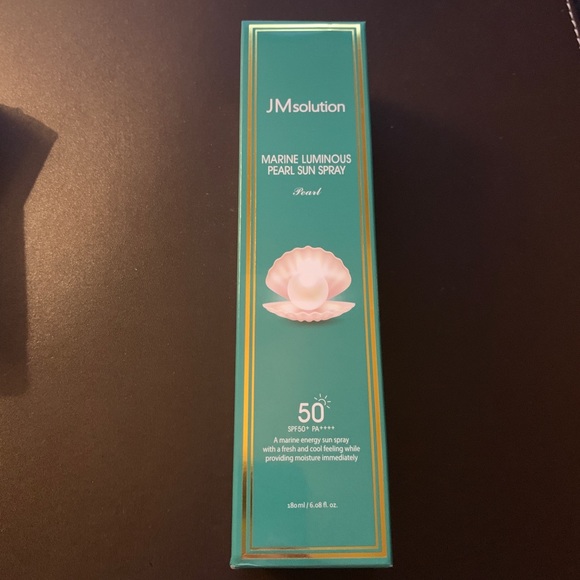 JMsolution
MARINE LUMINOUS
PEARL SUN SPRAY
Pearl
50
SPF50+ PA++++
A marine energy sun spray
with a fresh and cool feeling while
providing moisture immediately
180ml / 6.08 fl. oz.